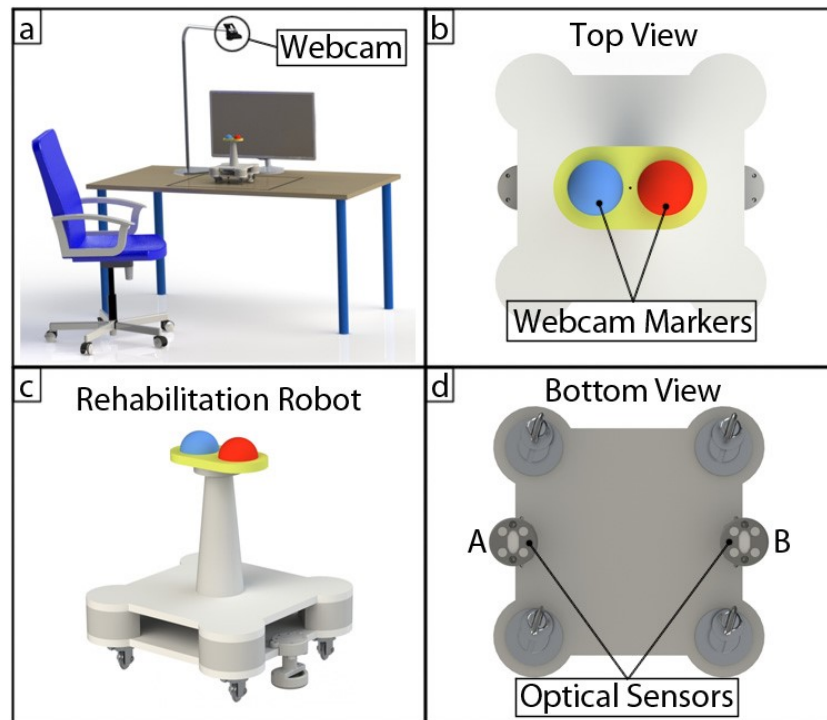 a
Webcam
b
Top View
Webcam Markers
c
Rehabilitation Robot
d
Bottom View
A
B
Optical Sensors